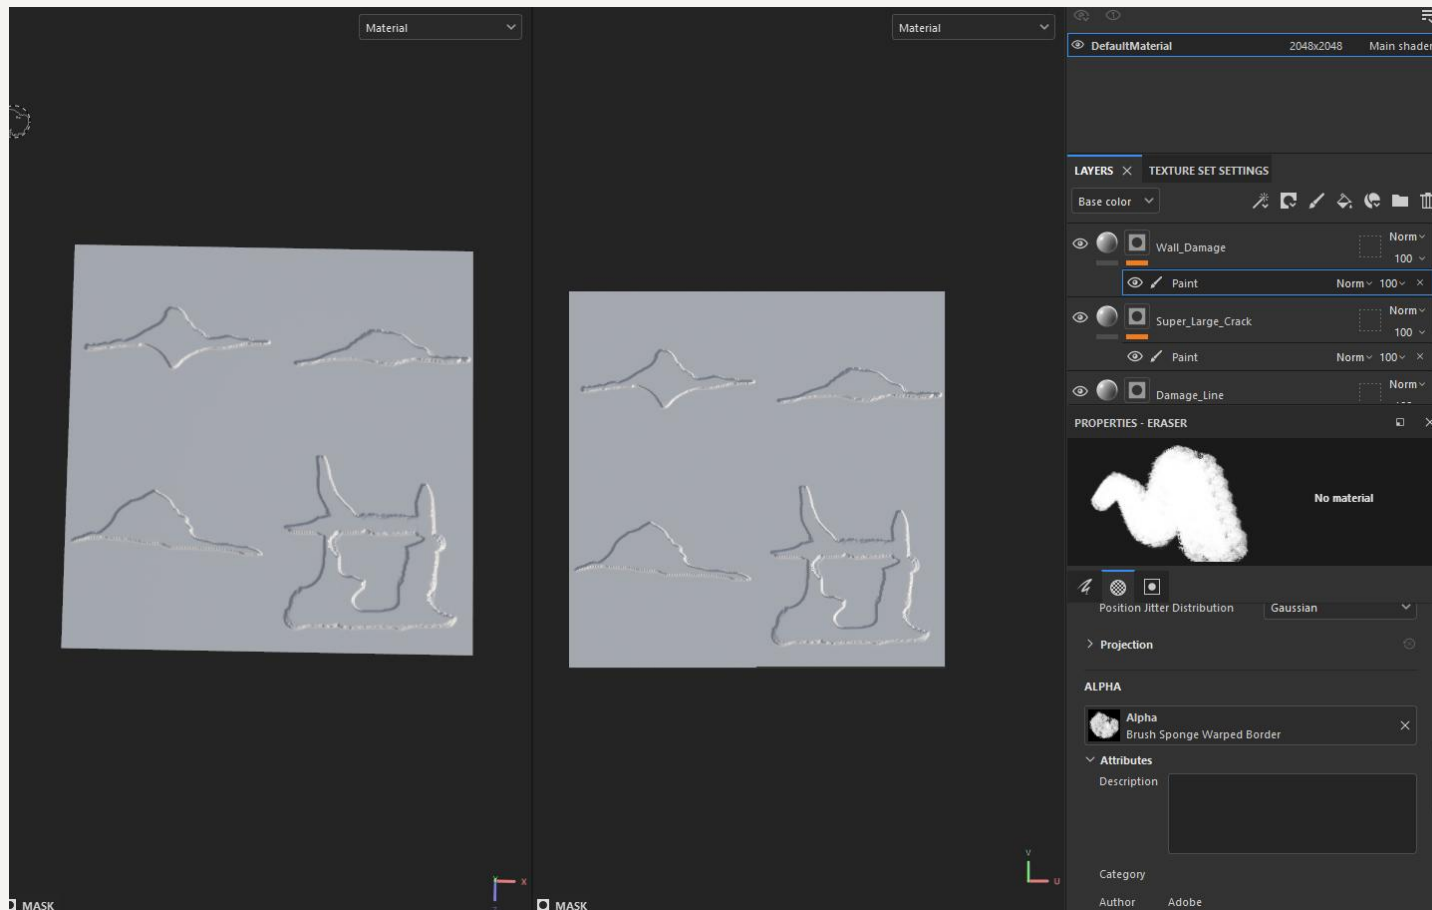 Material
Material
DefaultMaterial 2048x2048 Main shader
LAYERS TEXTURE SET SETTINGS
Base color
Wall_Damage Norm
100
Paint Norm 100
Super_Large_Crack Norm
100
Paint Norm 100
Damage_Line Norm
PROPERTIES - ERASER
No material
Position Jitter Distribution Gaussian
Projection
ALPHA
Alpha
Brush Sponge Warped Border
Attributes
Description
Category
Author Adobe
X
V
U
MASK
MASK